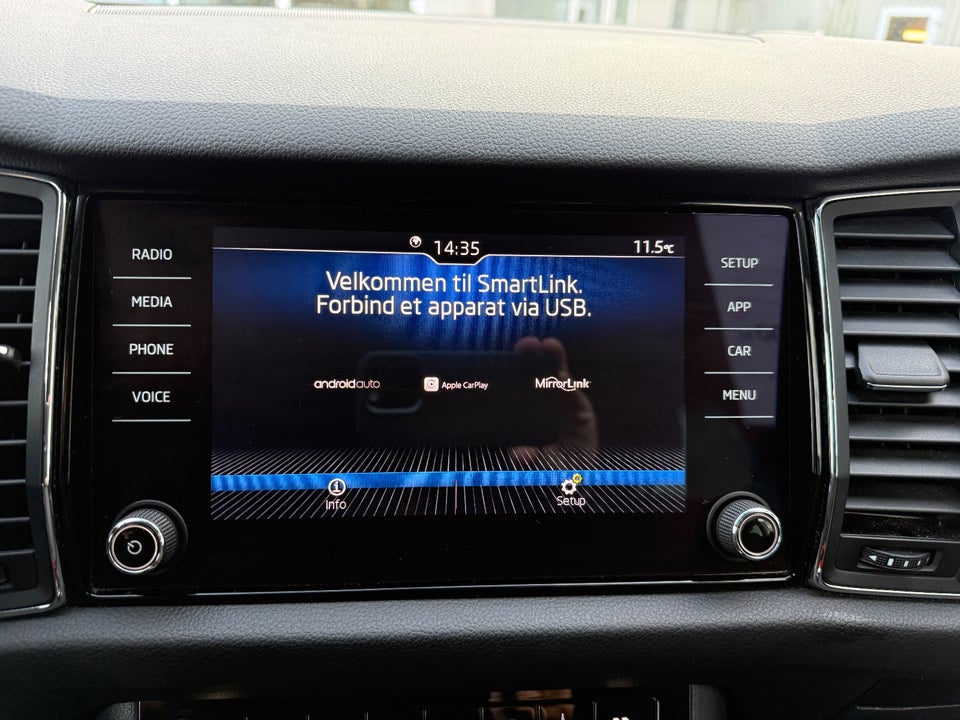 RADIO
MEDIA
PHONE
VOICE
14:35
11.5℃
Velkommen til SmartLink.
Forbind et apparat via USB.
androidauto
Apple CarPlay
MirrorLink
Info
Setup
SETUP
APP
CAR
MENU